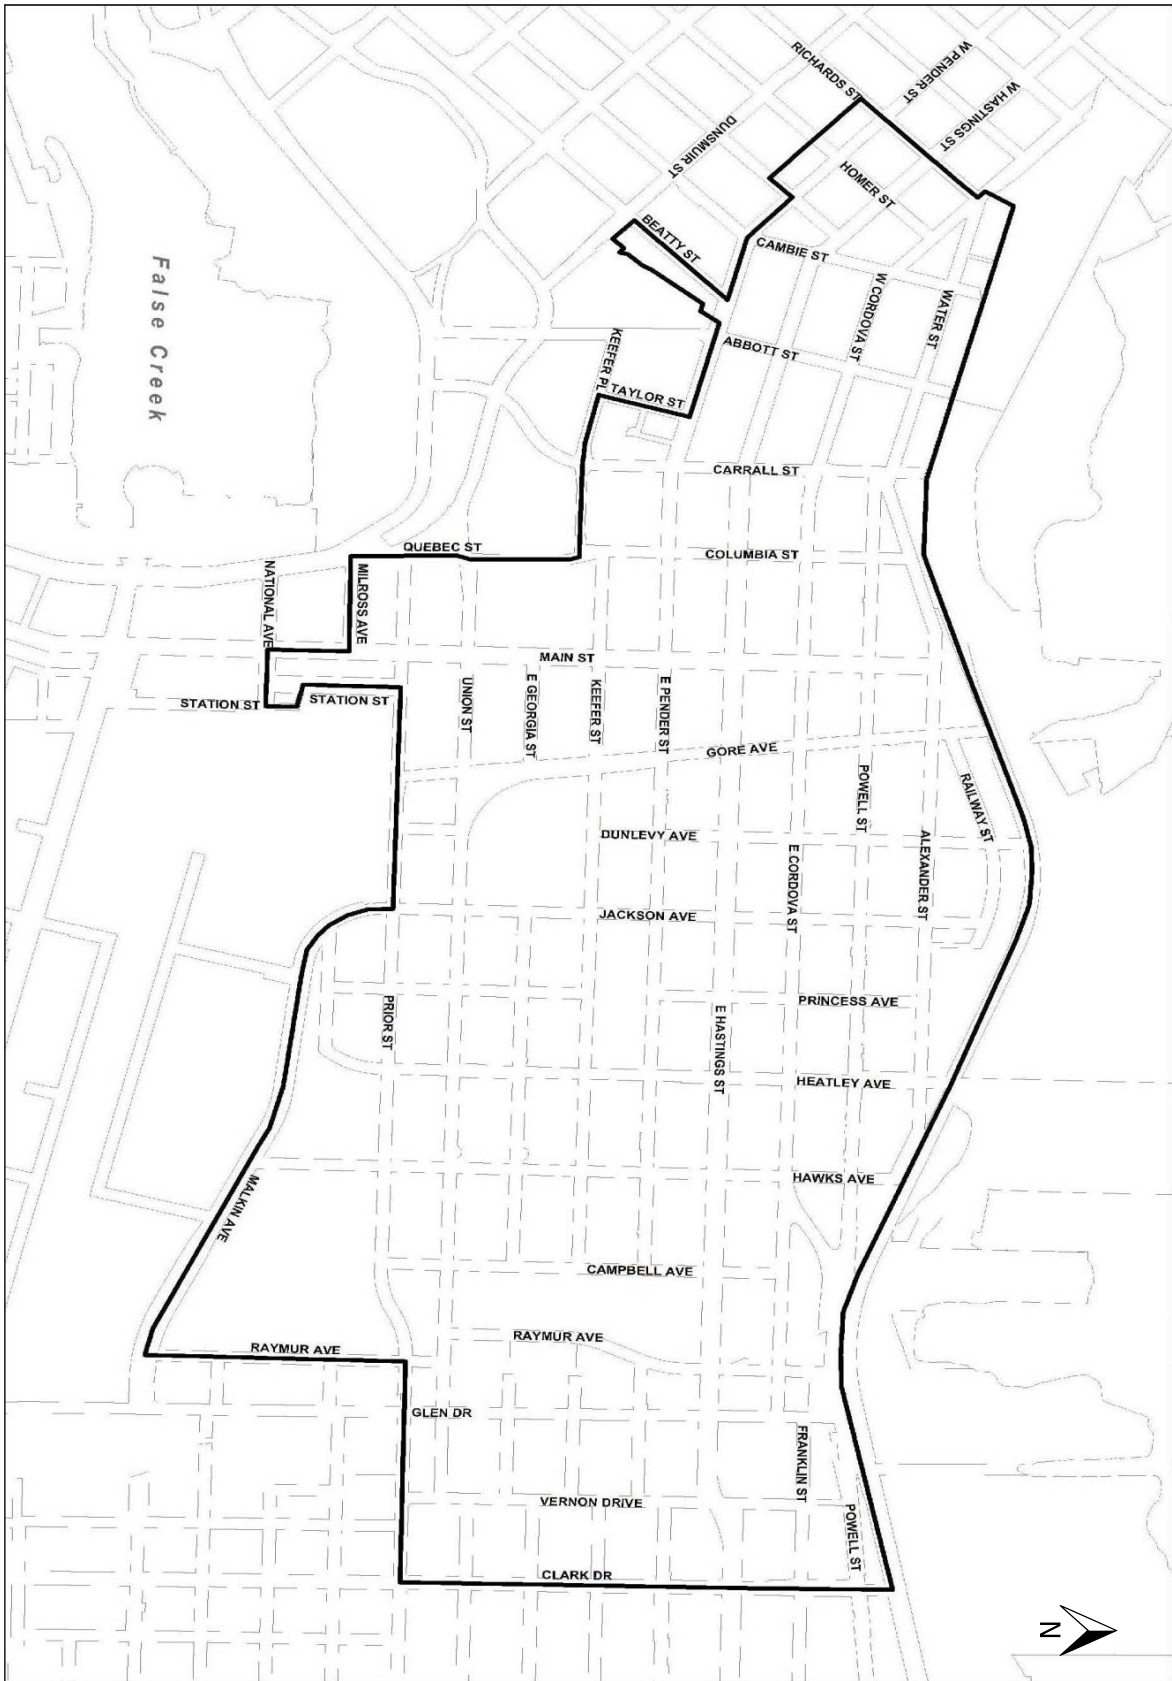 RICHARDS ST
W PENDER ST
W HASTINGS ST
DUNSMUIR ST
HOMER ST
BEATTY ST
CAMBIE ST
W CORDOVA ST
WATER ST
False Creek
KEEFER PL
ABBOTT ST
TAYLOR ST
CARRALL ST
QUEBEC ST
COLUMBIA ST
NATIONAL AVE
MILROSS AVE
MAIN ST
STATION ST
STATION ST
UNION ST
E GEORGIA ST
KEEFER ST
E PENDER ST
GORE AVE
POWELL ST
RAILWAY ST
DUNLEVY AVE
E CORDOVA ST
ALEXANDER ST
JACKSON AVE
PRIOR ST
E HASTINGS ST
PRINCESS AVE
HEATLEY AVE
MALKIN AVE
HAWKS AVE
CAMPBELL AVE
RAYMUR AVE
RAYMUR AVE
GLEN DR
FRANKLIN ST
VERNON DRIVE
POWELL ST
CLARK DR
N